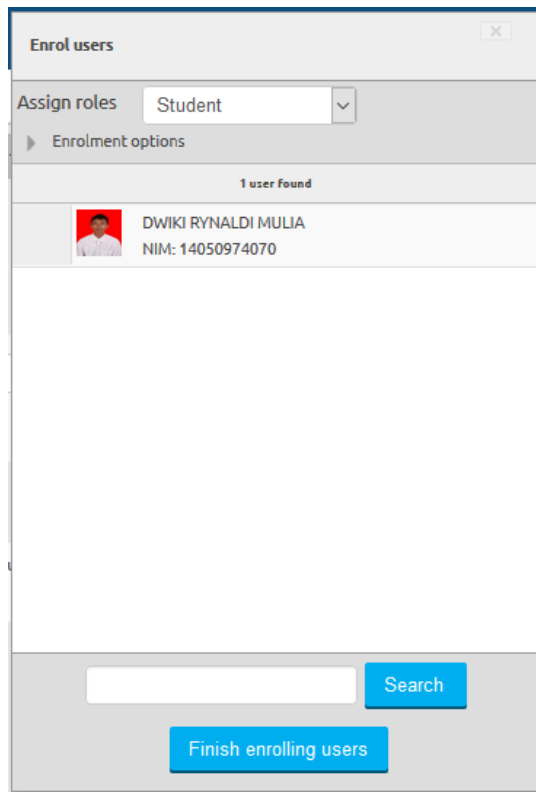 Enrol users
Assign roles Student
Enrolment options
1 user found
DWIKI RYNALDI MULIA
NIM: 14050974070
Search
Finish enrolling users